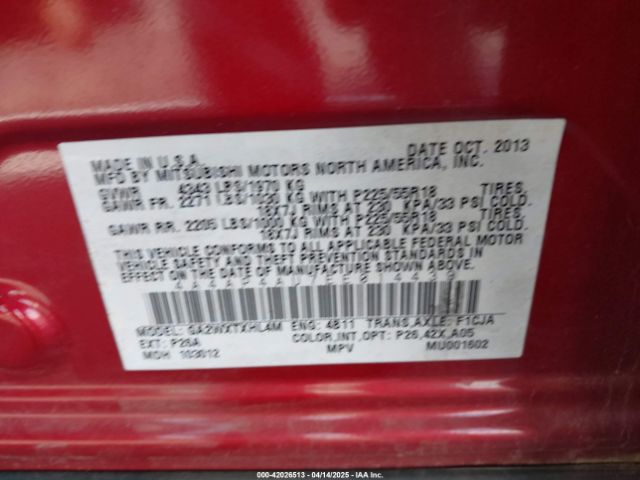 MADE IN U.S.A. DATE OCT. 2013
MFD BY MITSUBISHI MOTORS NORTH AMERICA, INC.
GVWR 4343 LBS/1970 KG
GAWR FR. 2271 LBS/1030 KG WITH P225/55R18 TIRES,
18X7J RIMS AT 230 KPA/33 PSI COLD.
GAWR RR. 2205 LBS/1000 KG WITH P225/55R18 TIRES,
18X7J RIMS AT 230 KPA/33 PSI COLD.
THIS VEHICLE CONFORMS TO ALL APPLICABLE FEDERAL MOTOR
VEHICLE SAFETY AND THEFT PREVENTION STANDARDS IN
EFFECT ON THE DATE OF MANUFACTURE SHOWN ABOVE.
MODEL: GA2WXTXHL4M ENG: 4B11 TRANS,AXLE: F1CJA
EXT: P26A COLOR,INT,OPT: P26,42X,A05
MDH 103012 MPV MU001602
000-42026513 - 04/14/2025 - IAA Inc.